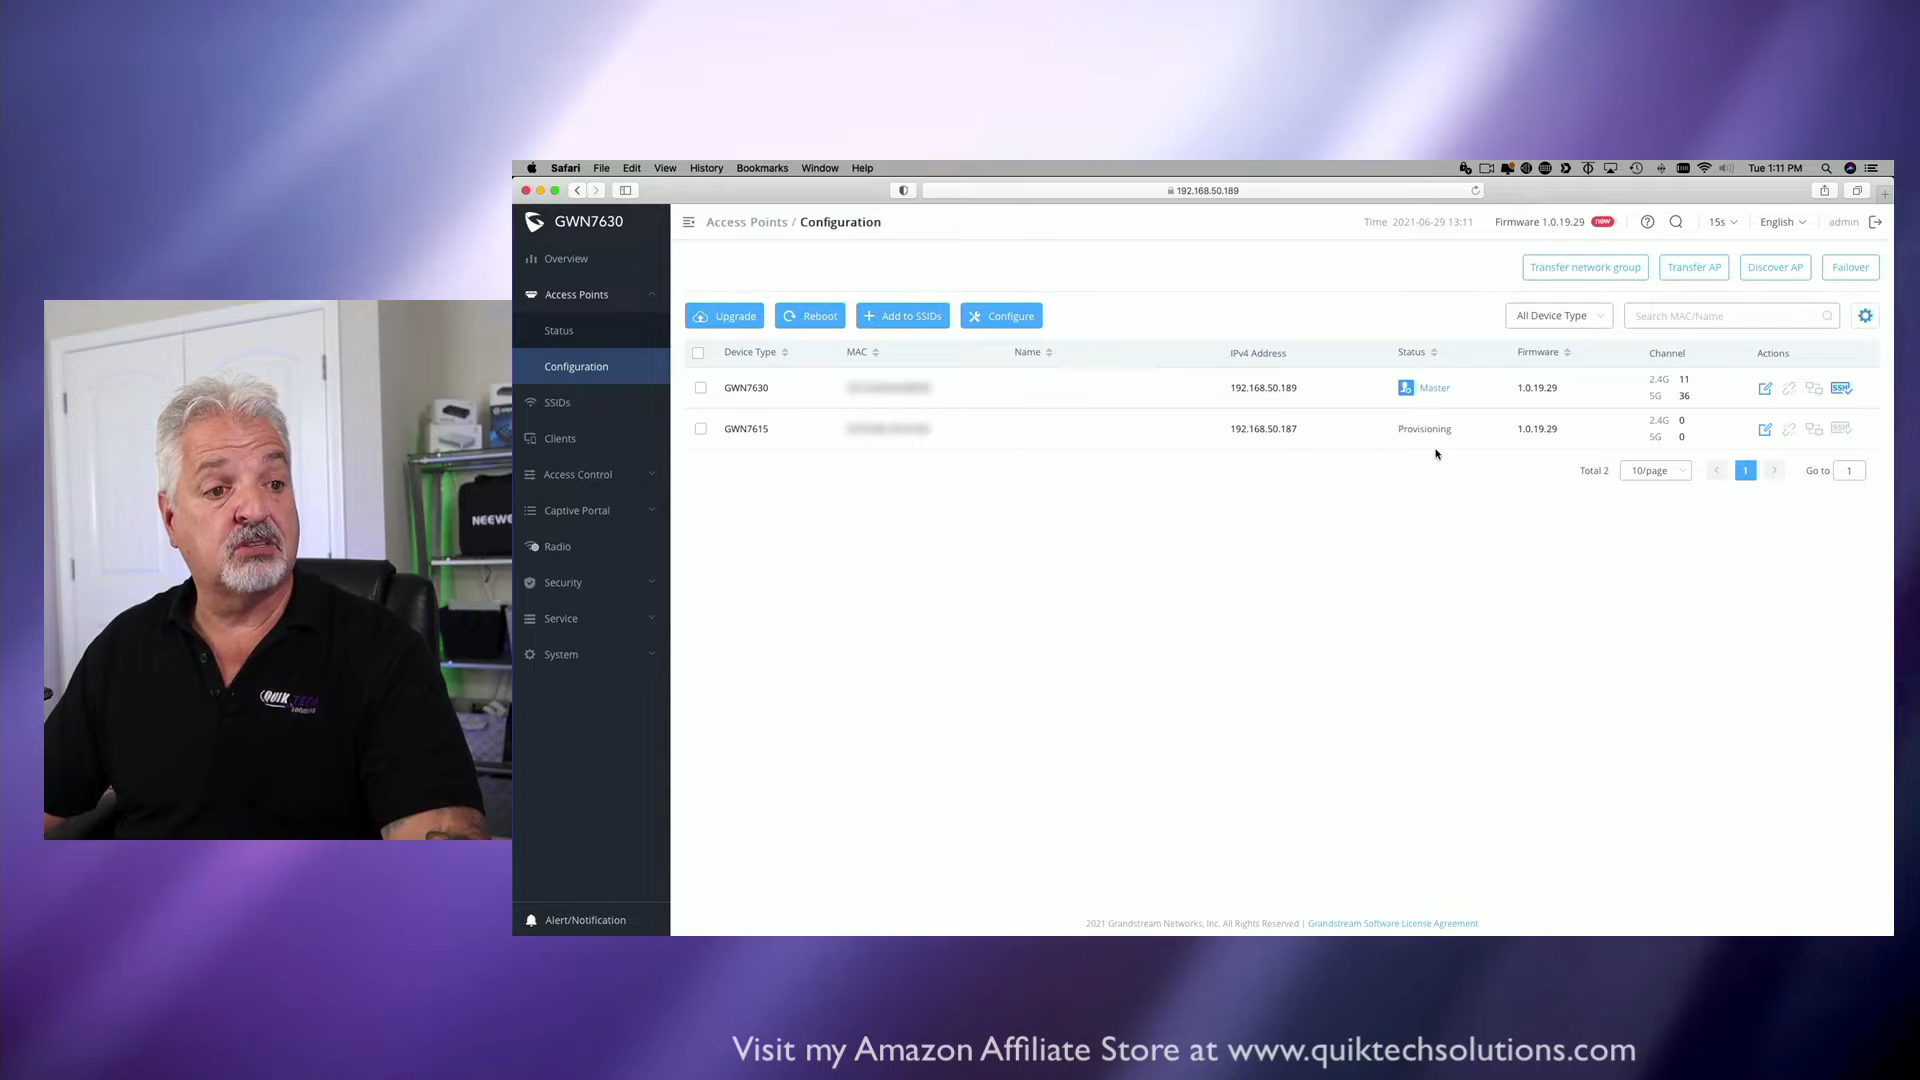 Safari File Edit View History Bookmarks Window Help Tue 1:11 PM
192.168.50.189
GWN7630 Access Points / Configuration Time 2021-06-29 13:11 Firmware 1.0.19.29 new 15s English admin
Overview
Access Points
Status
Configuration
SSIDs
Clients
Access Control
Captive Portal
Radio
Security
Service
System
Alert/Notification
Transfer network group Transfer AP Discover AP Failover
Upgrade Reboot + Add to SSIDs Configure All Device Type Search MAC/Name
Device Type MAC Name IPv4 Address Status Firmware Channel Actions
GWN7630 192.168.50.189 Master 1.0.19.29 2.4G 11 SSH
5G 36
GWN7615 192.168.50.187 Provisioning 1.0.19.29 2.4G 0 SSH
5G 0
Total 2 10/page 1 Go to 1
2021 Grandstream Networks, Inc. All Rights Reserved | Grandstream Software License Agreement
NEEWE
QUIK TECH
SOLUTIONS
Visit my Amazon Affiliate Store at www.quiktechsolutions.com